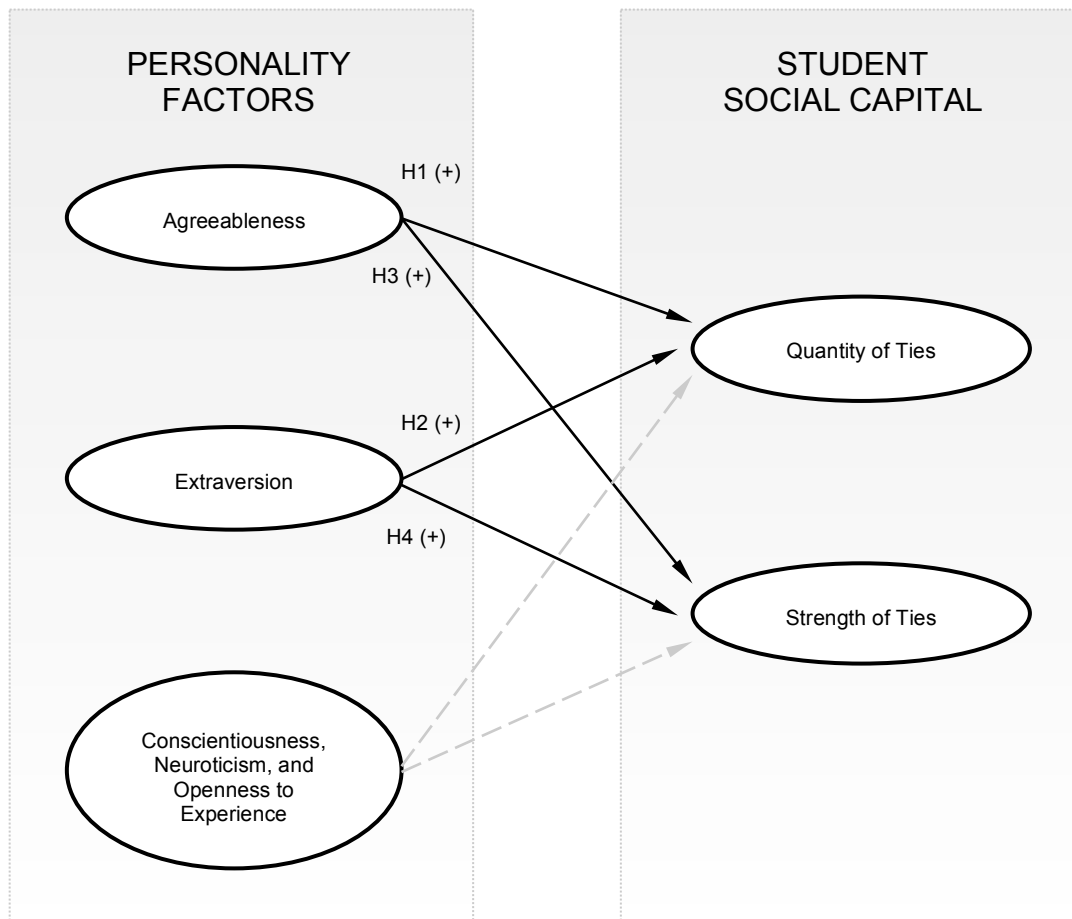 PERSONALITY
FACTORS
STUDENT
SOCIAL CAPITAL
H1 (+)
Agreeableness
H3 (+)
Quantity of Ties
H2 (+)
Extraversion
H4 (+)
Strength of Ties
Conscientiousness,
Neuroticism, and
Openness to
Experience